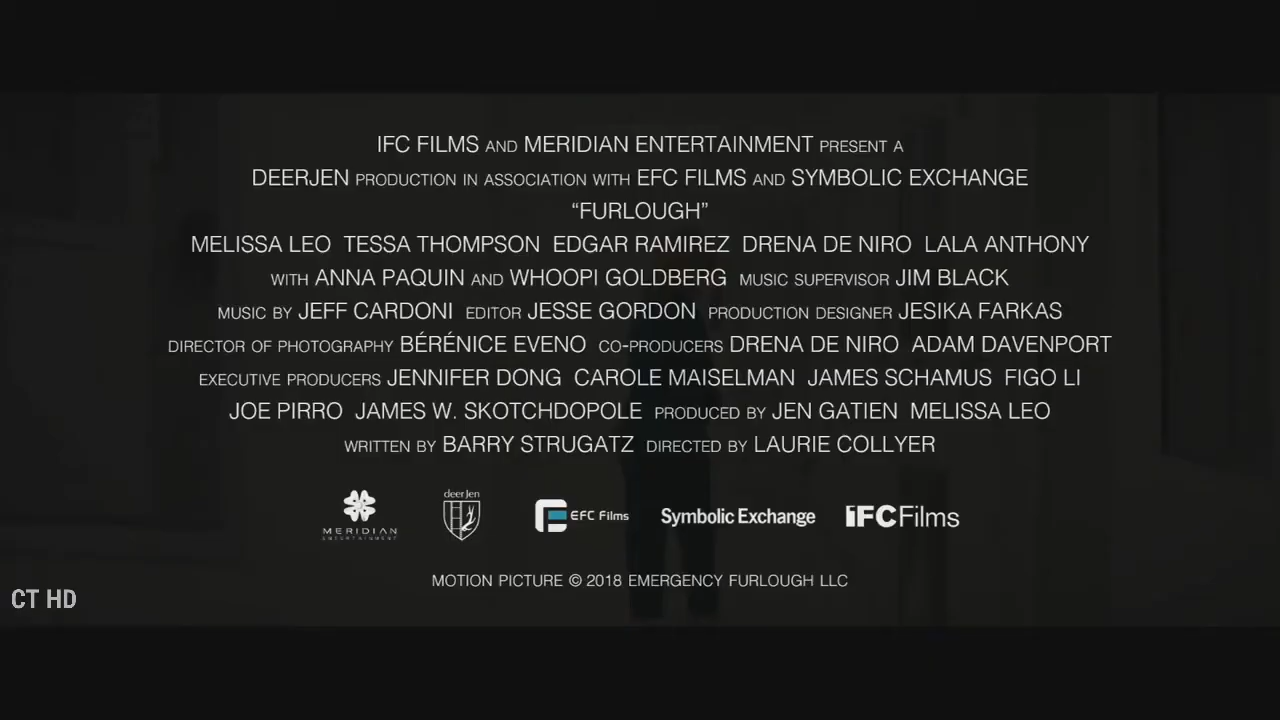 IFC FILMS AND MERIDIAN ENTERTAINMENT PRESENT A
DEERJEN PRODUCTION IN ASSOCIATION WITH EFC FILMS AND SYMBOLIC EXCHANGE
“FURLOUGH”
MELISSA LEO TESSA THOMPSON EDGAR RAMIREZ DRENA DE NIRO LALA ANTHONY
WITH ANNA PAQUIN AND WHOOPI GOLDBERG MUSIC SUPERVISOR JIM BLACK
MUSIC BY JEFF CARDONI EDITOR JESSE GORDON PRODUCTION DESIGNER JESIKA FARKAS
DIRECTOR OF PHOTOGRAPHY BÉRÉNICE EVENO CO-PRODUCERS DRENA DE NIRO ADAM DAVENPORT
EXECUTIVE PRODUCERS JENNIFER DONG CAROLE MAISELMAN JAMES SCHAMUS FIGO LI
JOE PIRRO JAMES W. SKOTCHDOPOLE PRODUCED BY JEN GATIEN MELISSA LEO
WRITTEN BY BARRY STRUGATZ DIRECTED BY LAURIE COLLYER
MERIDIAN
ENTERTAINMENT
deerJen
EFC Films
Symbolic Exchange
IFC Films
MOTION PICTURE © 2018 EMERGENCY FURLOUGH LLC
CT HD